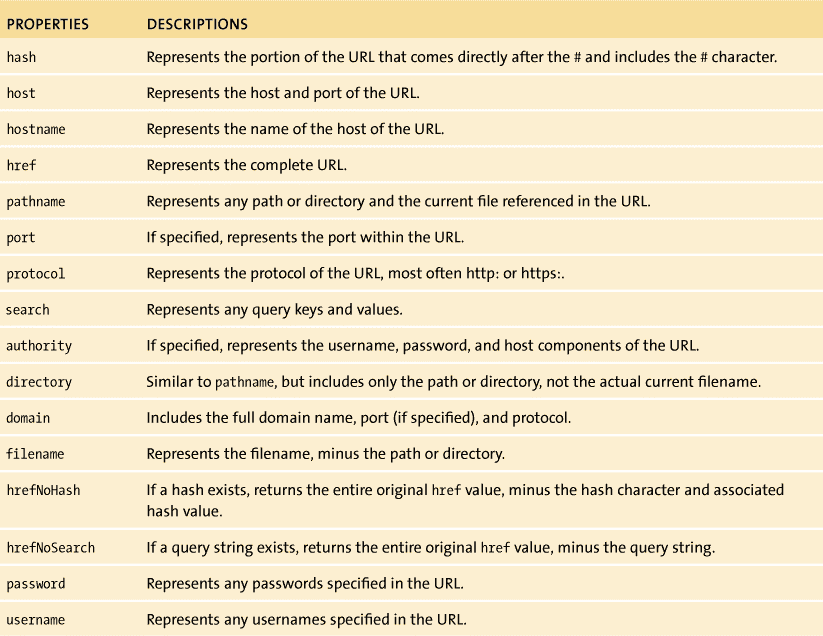 PROPERTIES DESCRIPTIONS
hash Represents the portion of the URL that comes directly after the # and includes the # character.
host Represents the host and port of the URL.
hostname Represents the name of the host of the URL.
href Represents the complete URL.
pathname Represents any path or directory and the current file referenced in the URL.
port If specified, represents the port within the URL.
protocol Represents the protocol of the URL, most often http: or https:.
search Represents any query keys and values.
authority If specified, represents the username, password, and host components of the URL.
directory Similar to pathname, but includes only the path or directory, not the actual current filename.
domain Includes the full domain name, port (if specified), and protocol.
filename Represents the filename, minus the path or directory.
hrefNoHash If a hash exists, returns the entire original href value, minus the hash character and associated
hash value.
hrefNoSearch If a query string exists, returns the entire original href value, minus the query string.
password Represents any passwords specified in the URL.
username Represents any usernames specified in the URL.